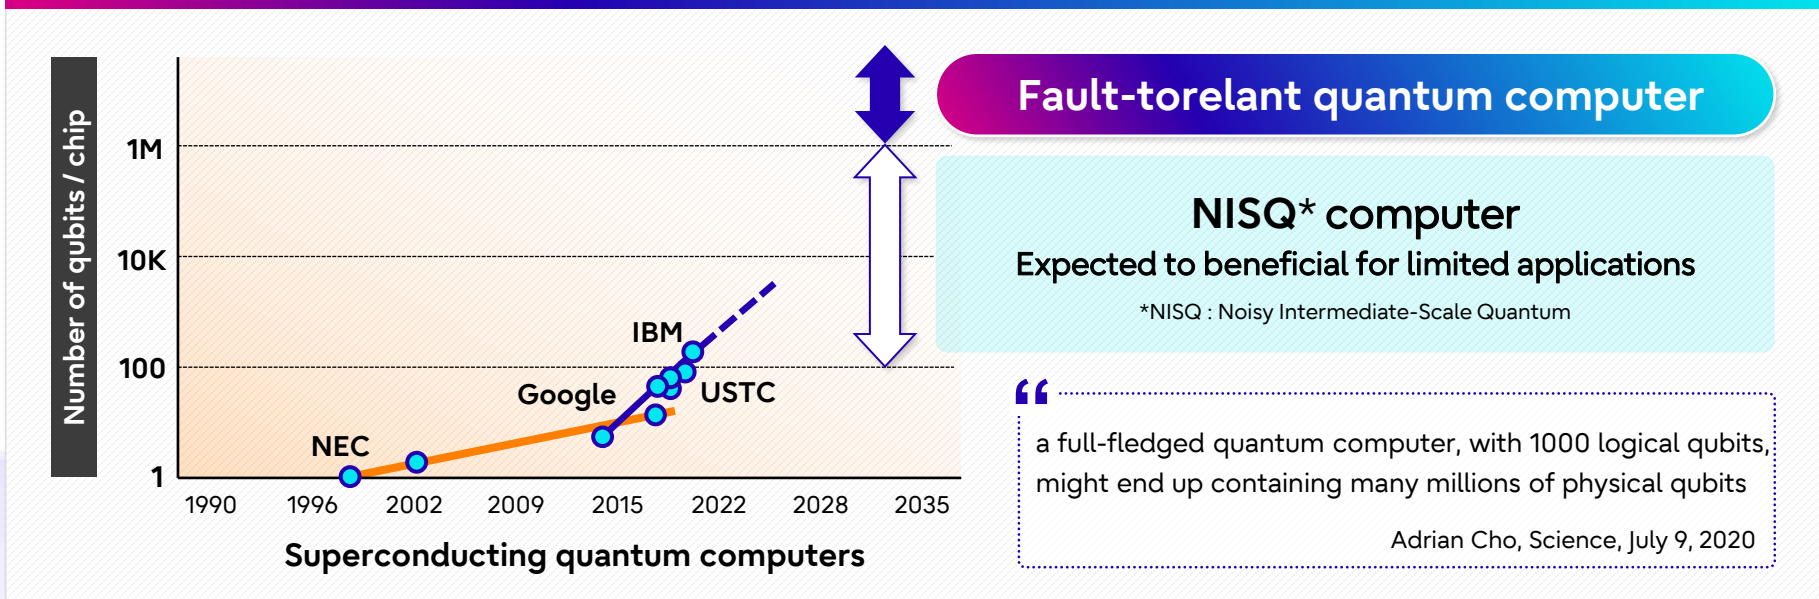 Number of qubits / chip
1M
10K
100
1
NEC
Google
IBM
USTC
1990 1996 2002 2009 2015 2022 2028 2035
Superconducting quantum computers
Fault-torelant quantum computer
NISQ* computer
Expected to beneficial for limited applications
*NISQ : Noisy Intermediate-Scale Quantum
“
a full-fledged quantum computer, with 1000 logical qubits,
might end up containing many millions of physical qubits
Adrian Cho, Science, July 9, 2020